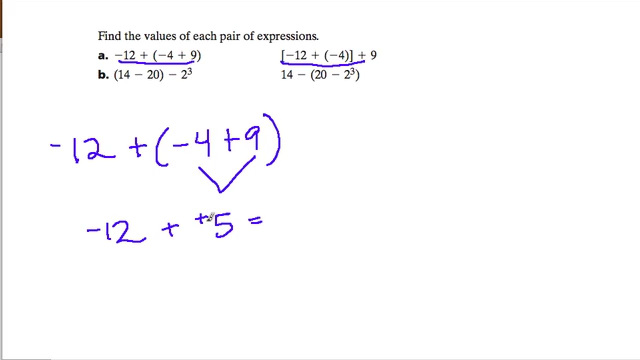 Find the values of each pair of expressions.
a. −12 + (−4 + 9)    [−12 + (−4)] + 9
b. (14 − 20) − 2³    14 − (20 − 2³)
-12 + (-4 + 9)
-12 + +5 =